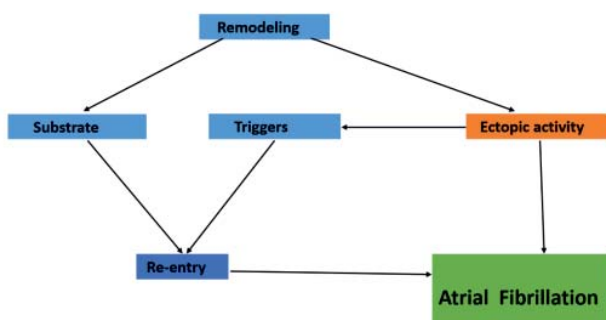 Remodeling
Substrate
Triggers
Ectopic activity
Re-entry
Atrial Fibrillation